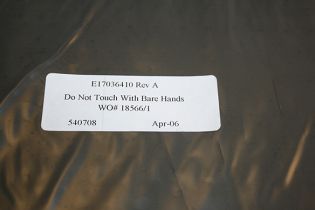 E17036410 Rev A
Do Not Touch With Bare Hands
WO# 18566/1
540708 Apr-06